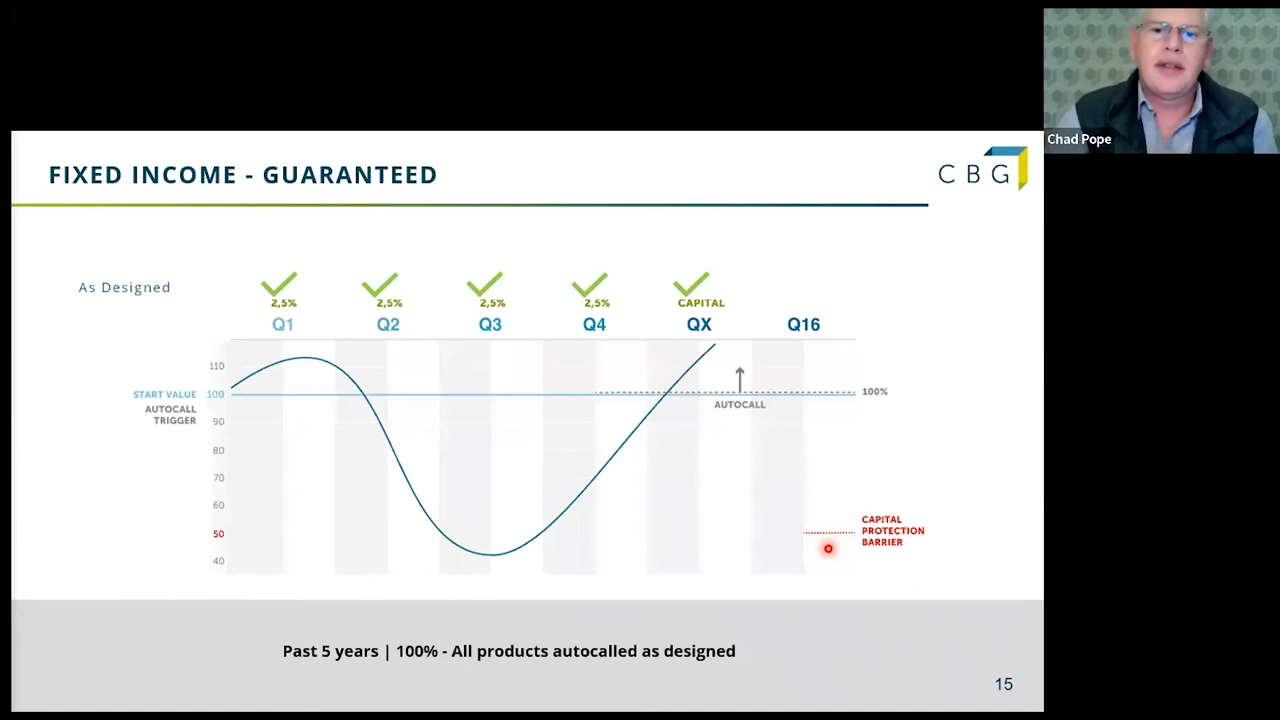 Chad Pope
FIXED INCOME - GUARANTEED
CBG
As Designed
2,5% 2,5% 2,5% 2,5% CAPITAL
Q1 Q2 Q3 Q4 QX Q16
110
START VALUE 100
AUTOCALL
TRIGGER
90
80
70
60
50
40
100%
AUTOCALL
CAPITAL
PROTECTION
BARRIER
Past 5 years | 100% - All products autocalled as designed
15